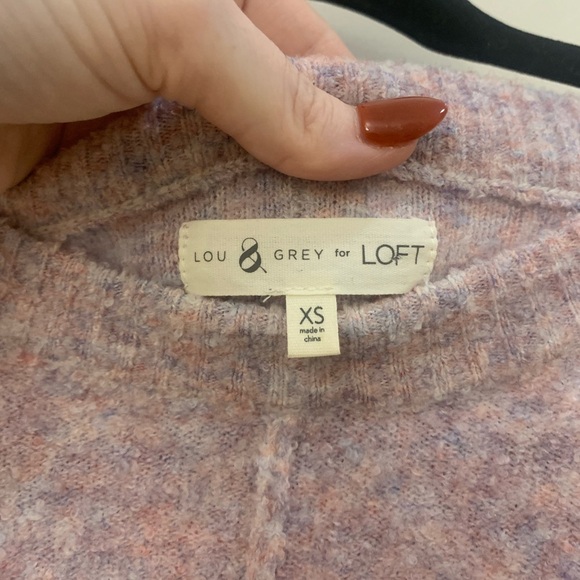 LOU & GREY for LOFT
XS
made in
china